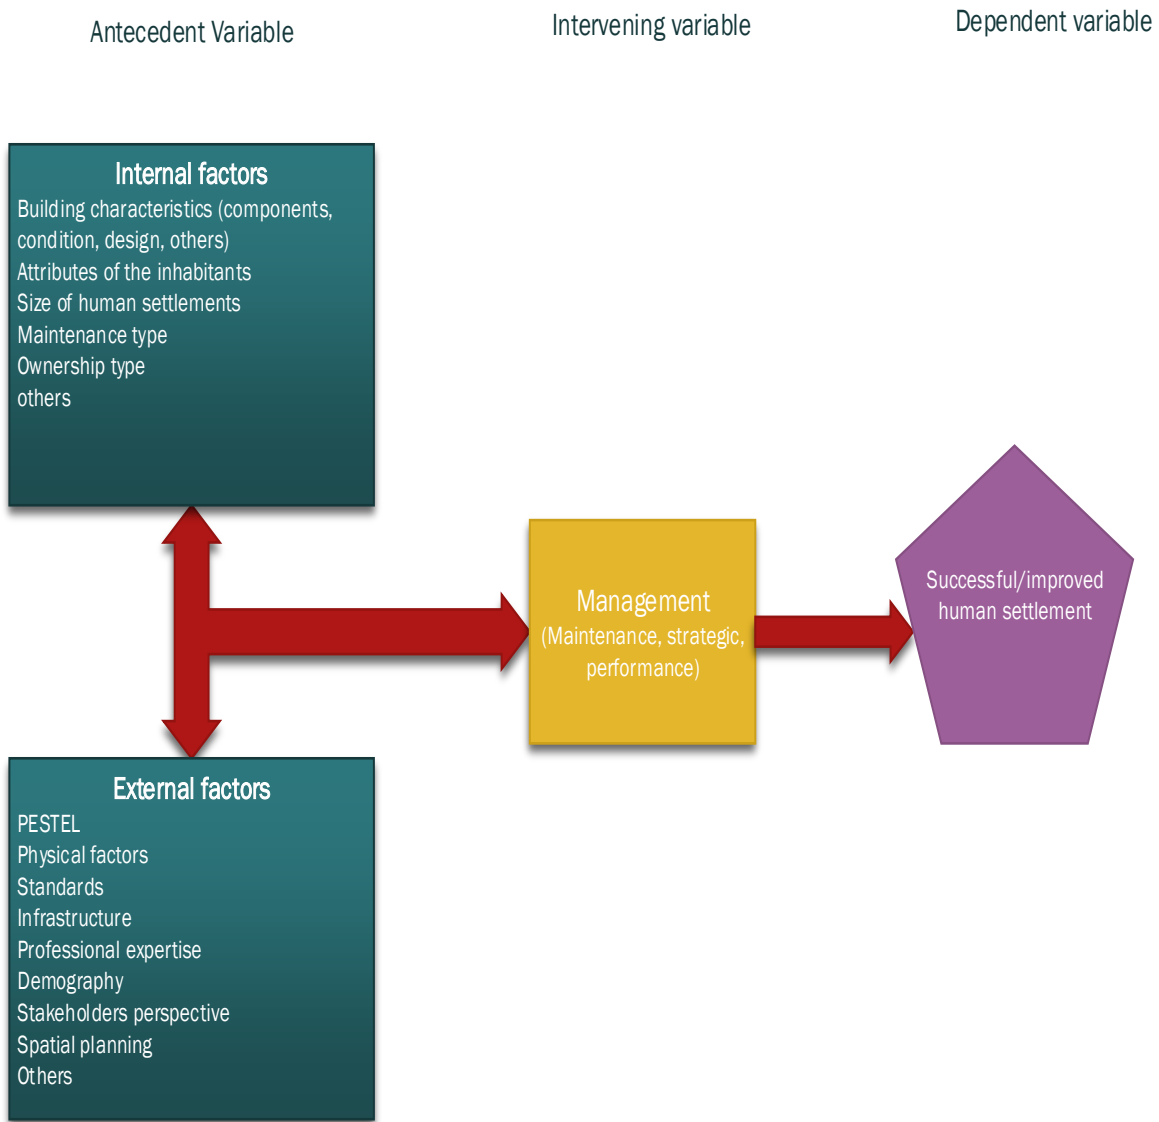 Antecedent Variable
Intervening variable
Dependent variable
Internal factors
Building characteristics (components,
condition, design, others)
Attributes of the inhabitants
Size of human settlements
Maintenance type
Ownership type
others
Management
(Maintenance, strategic,
performance)
Successful/improved
human settlement
External factors
PESTEL
Physical factors
Standards
Infrastructure
Professional expertise
Demography
Stakeholders perspective
Spatial planning
Others